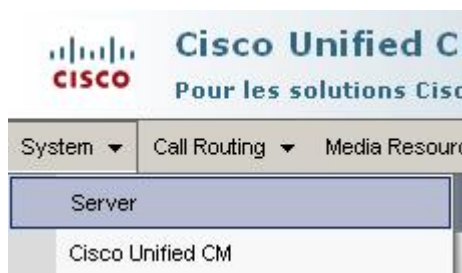 cisco
Cisco Unified C
Pour les solutions Cisc
System Call Routing Media Resour
Server
Cisco Unified CM